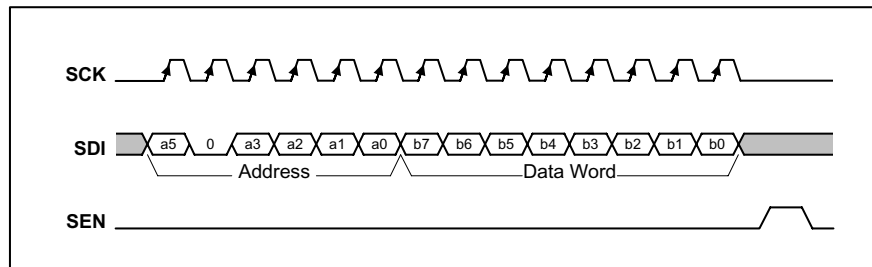 SCK
SDI a5 0 a3 a2 a1 a0 b7 b6 b5 b4 b3 b2 b1 b0
Address Data Word
SEN